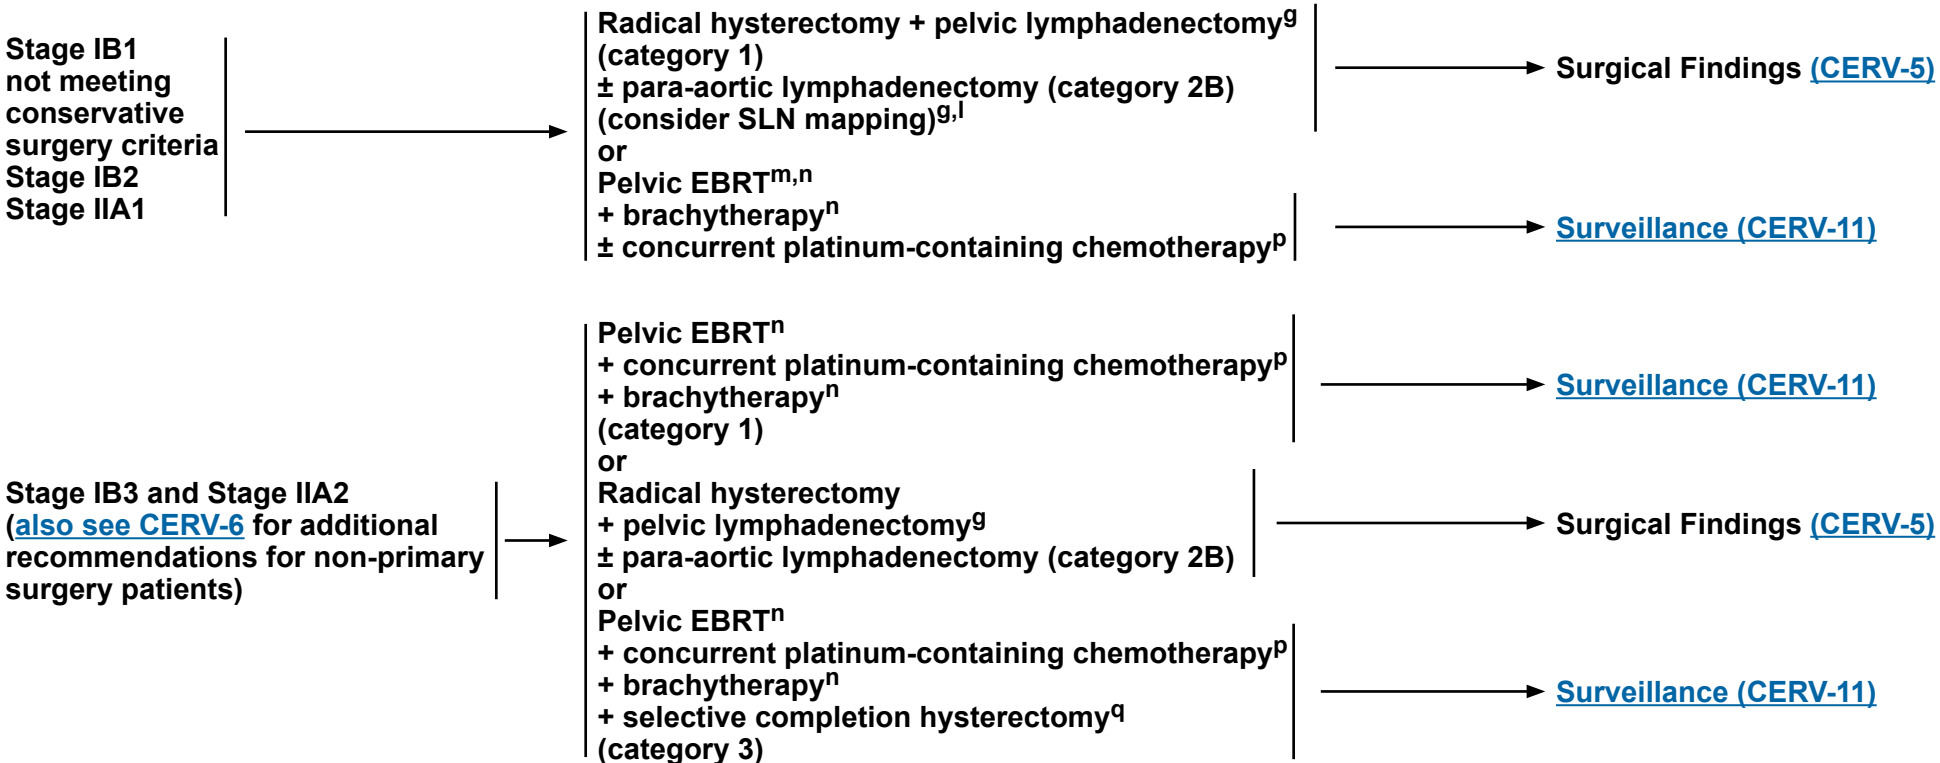 Stage IB1
not meeting
conservative
surgery criteria
Stage IB2
Stage IIA1
Radical hysterectomy + pelvic lymphadenectomyg
(category 1)
± para-aortic lymphadenectomy (category 2B)
(consider SLN mapping)g,l
or
Pelvic EBRTm,n
+ brachytherapyn
± concurrent platinum-containing chemotherapyp
Surgical Findings (CERV-5)
Surveillance (CERV-11)
Stage IB3 and Stage IIA2
(also see CERV-6 for additional
recommendations for non-primary
surgery patients)
Pelvic EBRTn
+ concurrent platinum-containing chemotherapyp
+ brachytherapyn
(category 1)
or
Radical hysterectomy
+ pelvic lymphadenectomyg
± para-aortic lymphadenectomy (category 2B)
or
Pelvic EBRTn
+ concurrent platinum-containing chemotherapyp
+ brachytherapyn
+ selective completion hysterectomyq
(category 3)
Surveillance (CERV-11)
Surgical Findings (CERV-5)
Surveillance (CERV-11)